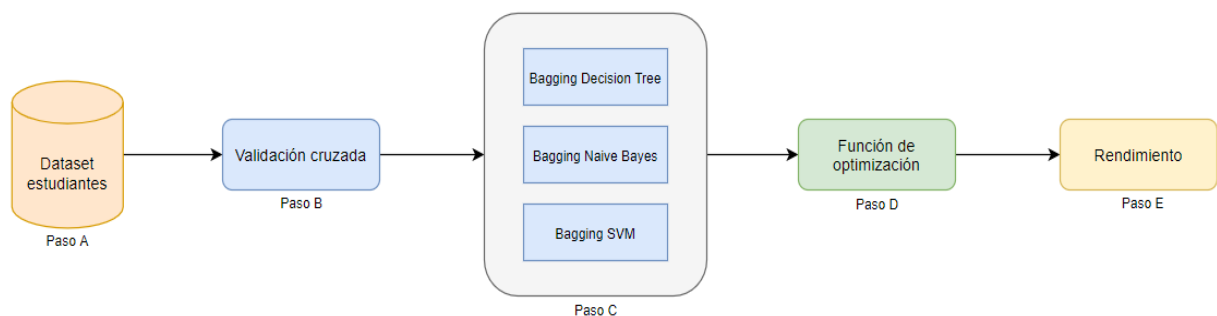 Dataset
estudiantes
Paso A
Validación cruzada
Paso B
Bagging Decision Tree
Bagging Naive Bayes
Bagging SVM
Paso C
Función de
optimización
Paso D
Rendimiento
Paso E